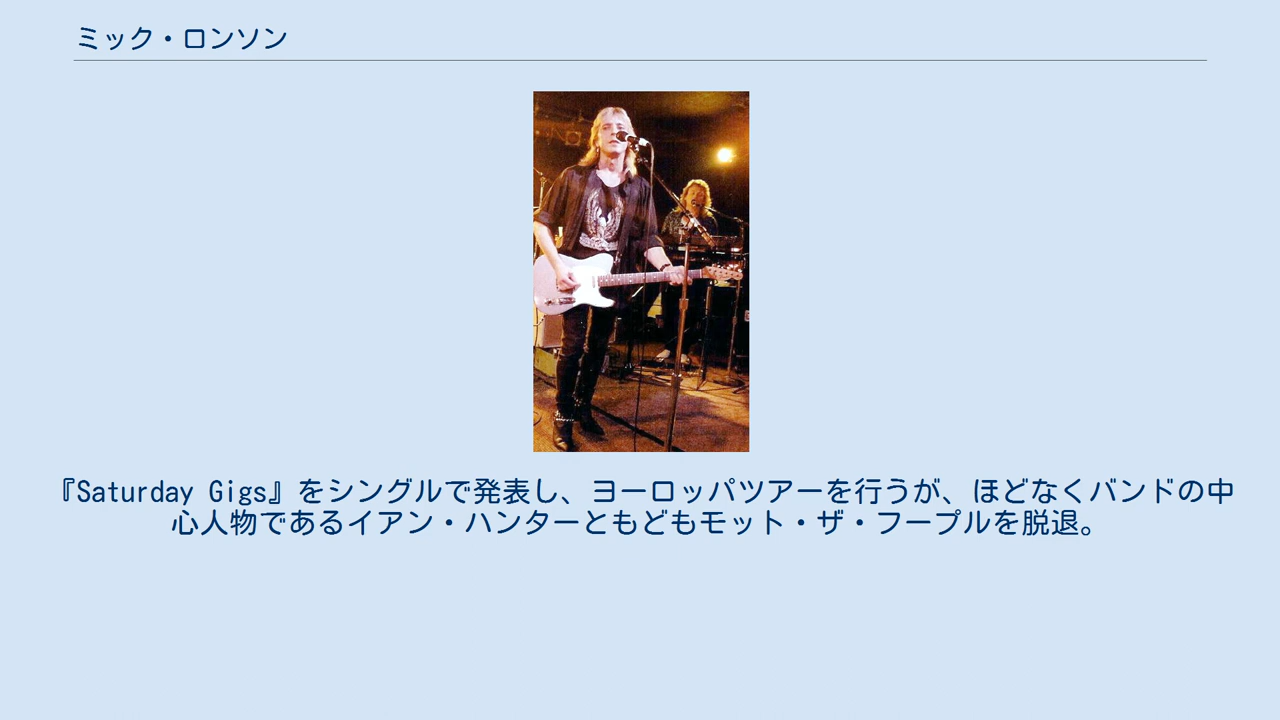 ミック・ロンソン
『Saturday Gigs』をシングルで発表し、ヨーロッパツアーを行うが、ほどなくバンドの中
心人物であるイアン・ハンターともどもモット・ザ・フープルを脱退。